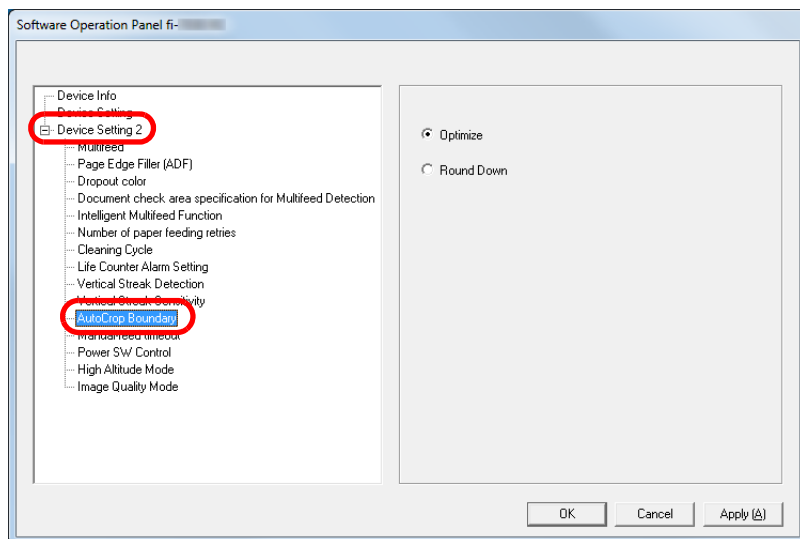 Software Operation Panel fi-
Device Info
Device Setting
Device Setting 2
Multifeed
Page Edge Filler (ADF)
Dropout color
Document check area specification for Multifeed Detection
Intelligent Multifeed Function
Number of paper feeding retries
Cleaning Cycle
Life Counter Alarm Setting
Vertical Streak Detection
Vertical Streak Sensitivity
AutoCrop Boundary
Manual feed timeout
Power SW Control
High Altitude Mode
Image Quality Mode
Optimize
Round Down
OK
Cancel
Apply (A)